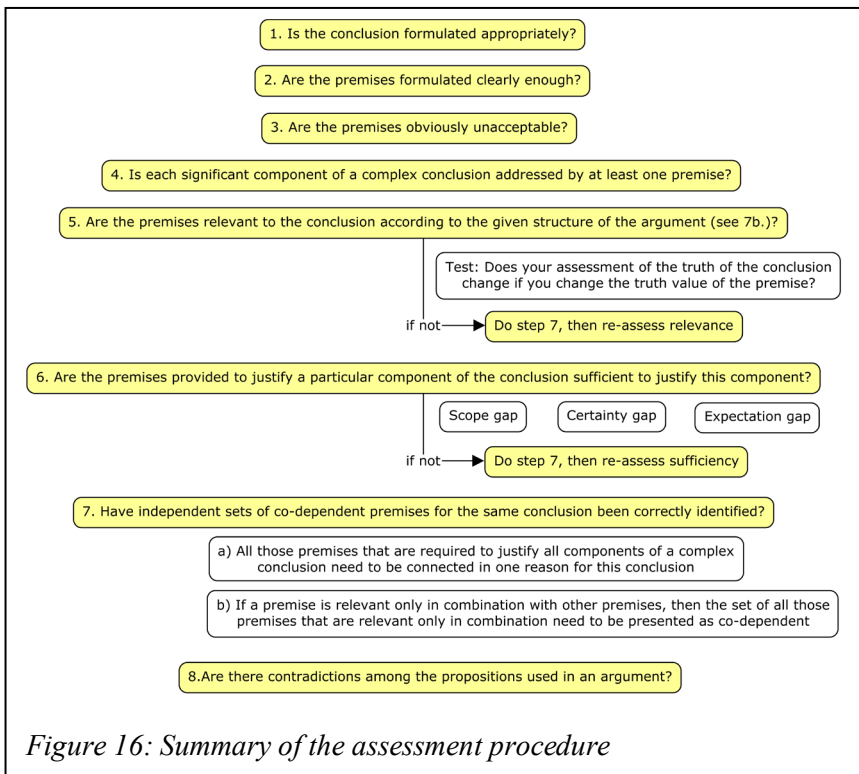 1. Is the conclusion formulated appropriately?
2. Are the premises formulated clearly enough?
3. Are the premises obviously unacceptable?
4. Is each significant component of a complex conclusion addressed by at least one premise?
5. Are the premises relevant to the conclusion according to the given structure of the argument (see 7b.)?
Test: Does your assessment of the truth of the conclusion
change if you change the truth value of the premise?
if not
Do step 7, then re-assess relevance
6. Are the premises provided to justify a particular component of the conclusion sufficient to justify this component?
Scope gap
Certainty gap
Expectation gap
if not
Do step 7, then re-assess sufficiency
7. Have independent sets of co-dependent premises for the same conclusion been correctly identified?
a) All those premises that are required to justify all components of a complex
conclusion need to be connected in one reason for this conclusion
b) If a premise is relevant only in combination with other premises, then the set of all those
premises that are relevant only in combination need to be presented as co-dependent
8.Are there contradictions among the propositions used in an argument?
Figure 16: Summary of the assessment procedure